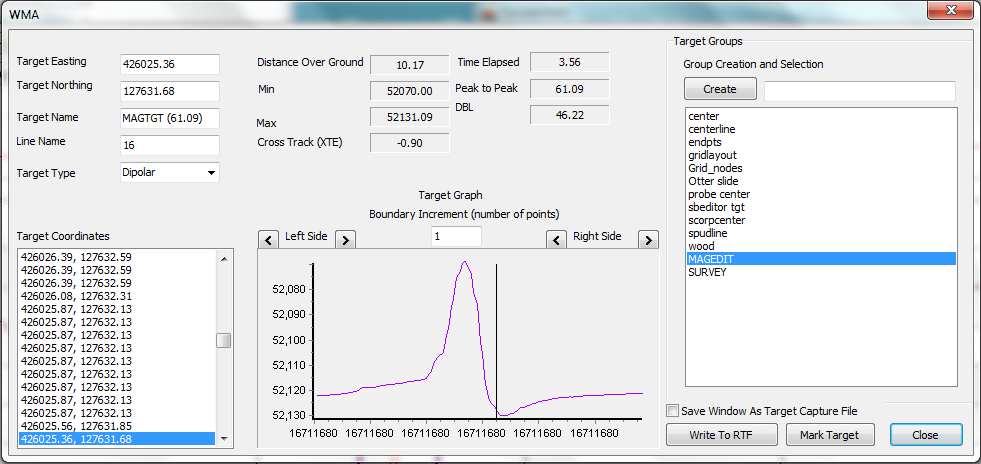 WMA
Target Easting 426025.36
Target Northing 127631.68
Target Name MAGTGT (61.09)
Line Name 16
Target Type Dipolar
Distance Over Ground 10.17
Min 52070.00
Max 52131.09
Cross Track (XTE) -0.90
Time Elapsed 3.56
Peak to Peak 61.09
DBL 46.22
Target Coordinates
426026.39, 127632.59
426026.39, 127632.59
426026.39, 127632.59
426026.08, 127632.31
426025.87, 127632.13
426025.87, 127632.13
426025.87, 127632.13
426025.87, 127632.13
426025.87, 127632.13
426025.87, 127632.13
426025.87, 127632.13
426025.87, 127632.13
426025.87, 127632.13
426025.56, 127631.85
426025.36, 127631.68
Target Graph
Boundary Increment (number of points)
< Left Side > 1 < Right Side >
52,080
52,090
52,100
52,110
52,120
52,130
16711680 16711680 16711680 16711680 16711680
Target Groups
Group Creation and Selection
Create
center
centerline
endpts
gridlayout
Grid_nodes
Otter slide
probe center
sbeditor tgt
scorpcenter
spudline
wood
MAGEDIT
SURVEY
Save Window As Target Capture File
Write To RTF Mark Target Close